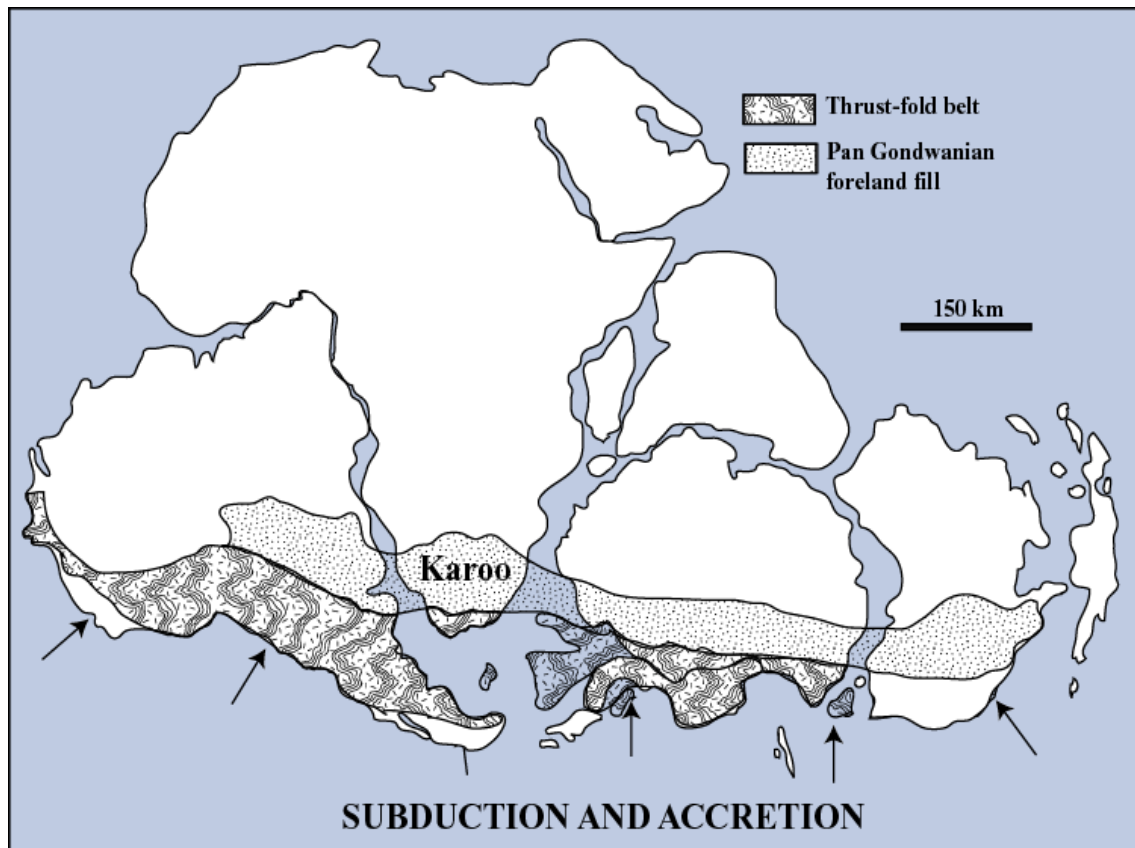 Thrust-fold belt
Pan Gondwanian
foreland fill
150 km
Karoo
SUBDUCTION AND ACCRETION